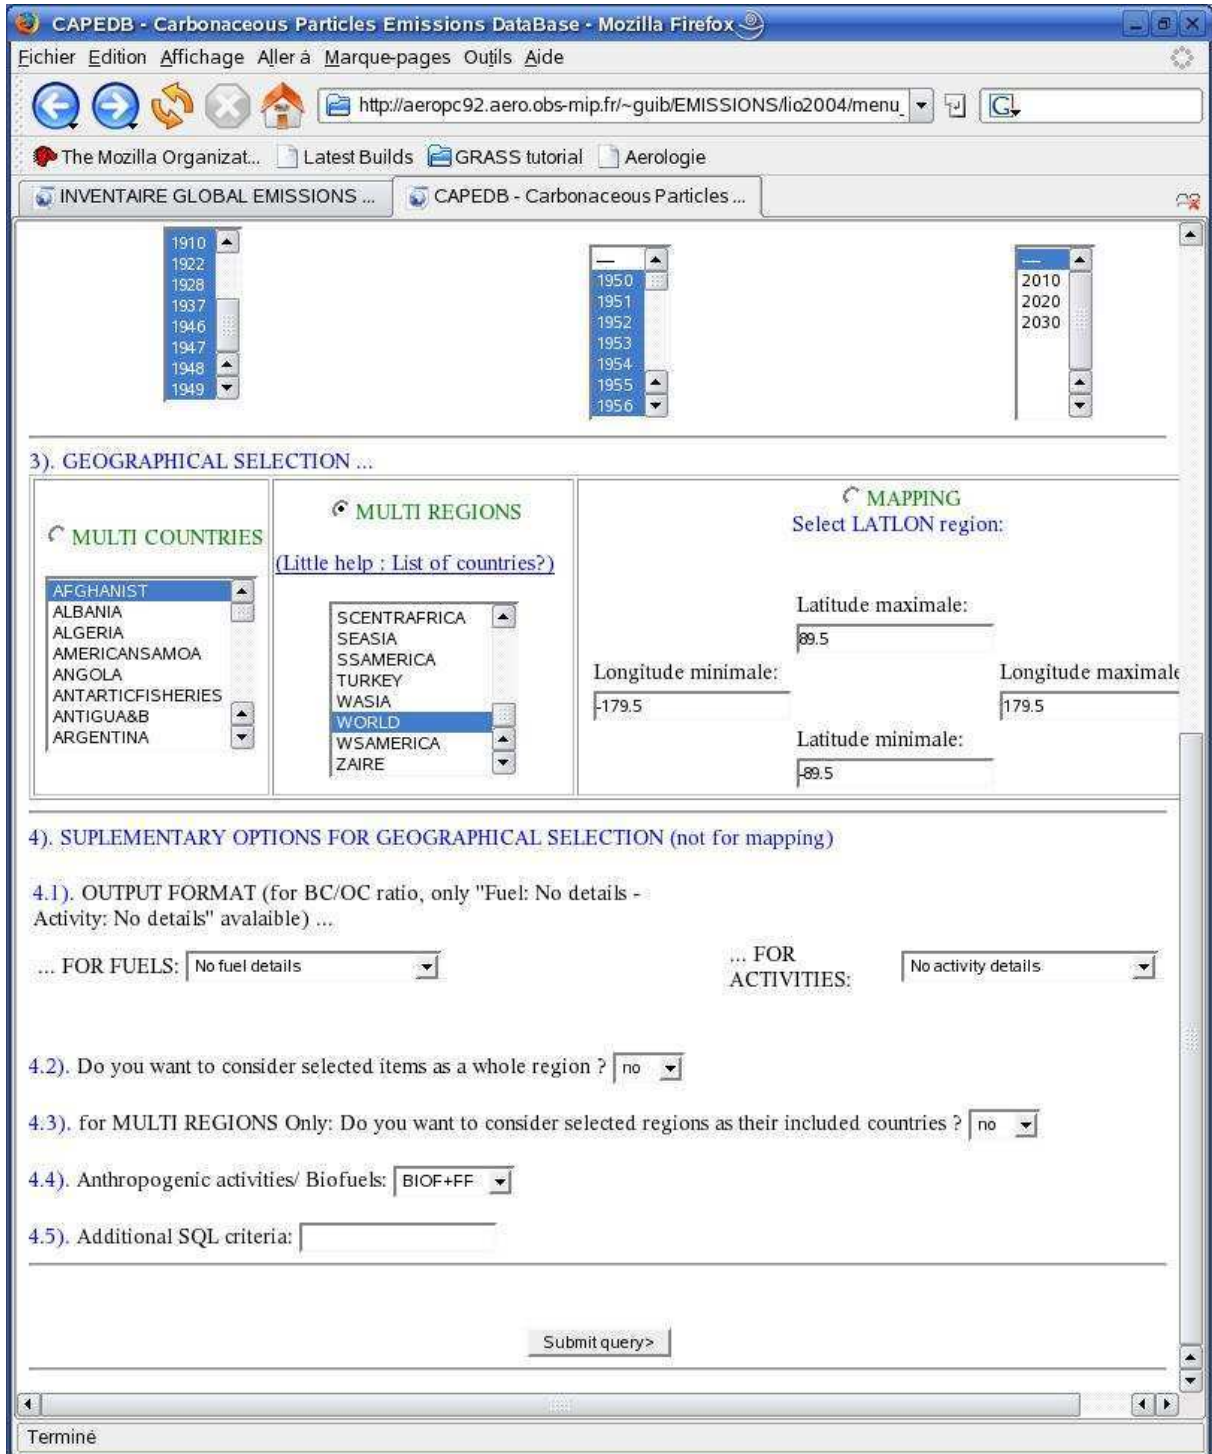 CAPEDB - Carbonaceous Particles Emissions DataBase - Mozilla Firefox
Fichier Edition Affichage Aller à Marque-pages Outils Aide
http://aeropc92.aero.obs-mip.fr/~guib/EMISSIONS/lio2004/menu_
G
The Mozilla Organizat... Latest Builds GRASS tutorial Aerologie
INVENTAIRE GLOBAL EMISSIONS ... CAPEDB - Carbonaceous Particles ...
1910
1922
1928
1937
1946
1947
1948
1949
---
1950
1951
1952
1953
1954
1955
1956
---
2010
2020
2030
3). GEOGRAPHICAL SELECTION ...
MULTI COUNTRIES
AFGHANIST
ALBANIA
ALGERIA
AMERICANSAMOA
ANGOLA
ANTARTICFISHERIES
ANTIGUA&B
ARGENTINA
MULTI REGIONS
(Little help : List of countries?)
SCENTRAFRICA
SEASIA
SSAMERICA
TURKEY
WASIA
WORLD
WSAMERICA
ZAIRE
MAPPING
Select LATLON region:
Latitude maximale:
89.5
Longitude minimale: Longitude maximale
-179.5 179.5
Latitude minimale:
-89.5
4). SUPLEMENTARY OPTIONS FOR GEOGRAPHICAL SELECTION (not for mapping)
4.1). OUTPUT FORMAT (for BC/OC ratio, only "Fuel: No details -
Activity: No details" avalaible) ...
... FOR FUELS: No fuel details
... FOR
ACTIVITIES: No activity details
4.2). Do you want to consider selected items as a whole region ? no
4.3). for MULTI REGIONS Only: Do you want to consider selected regions as their included countries ? no
4.4). Anthropogenic activities/ Biofuels: BIOF+FF
4.5). Additional SQL criteria:
Submit query>
Terminé